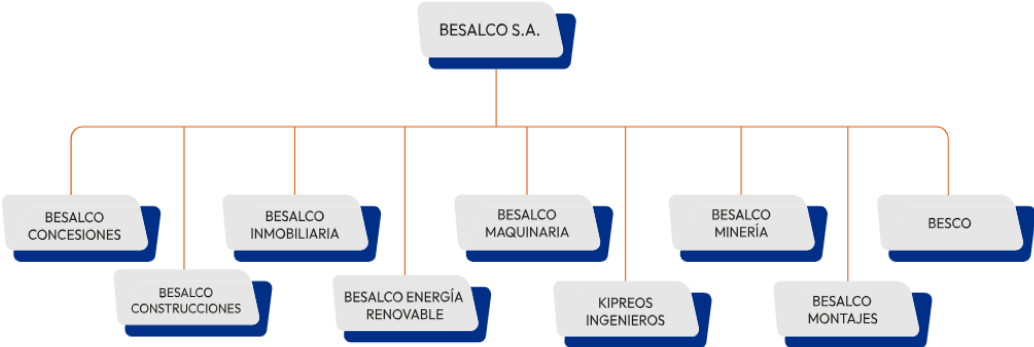 BESALCO S.A.
BESALCO
CONCESIONES
BESALCO
CONSTRUCCIONES
BESALCO
INMOBILIARIA
BESALCO ENERGÍA
RENOVABLE
BESALCO
MAQUINARIA
KIPREOS
INGENIEROS
BESALCO
MINERÍA
BESALCO
MONTAJES
BESCO